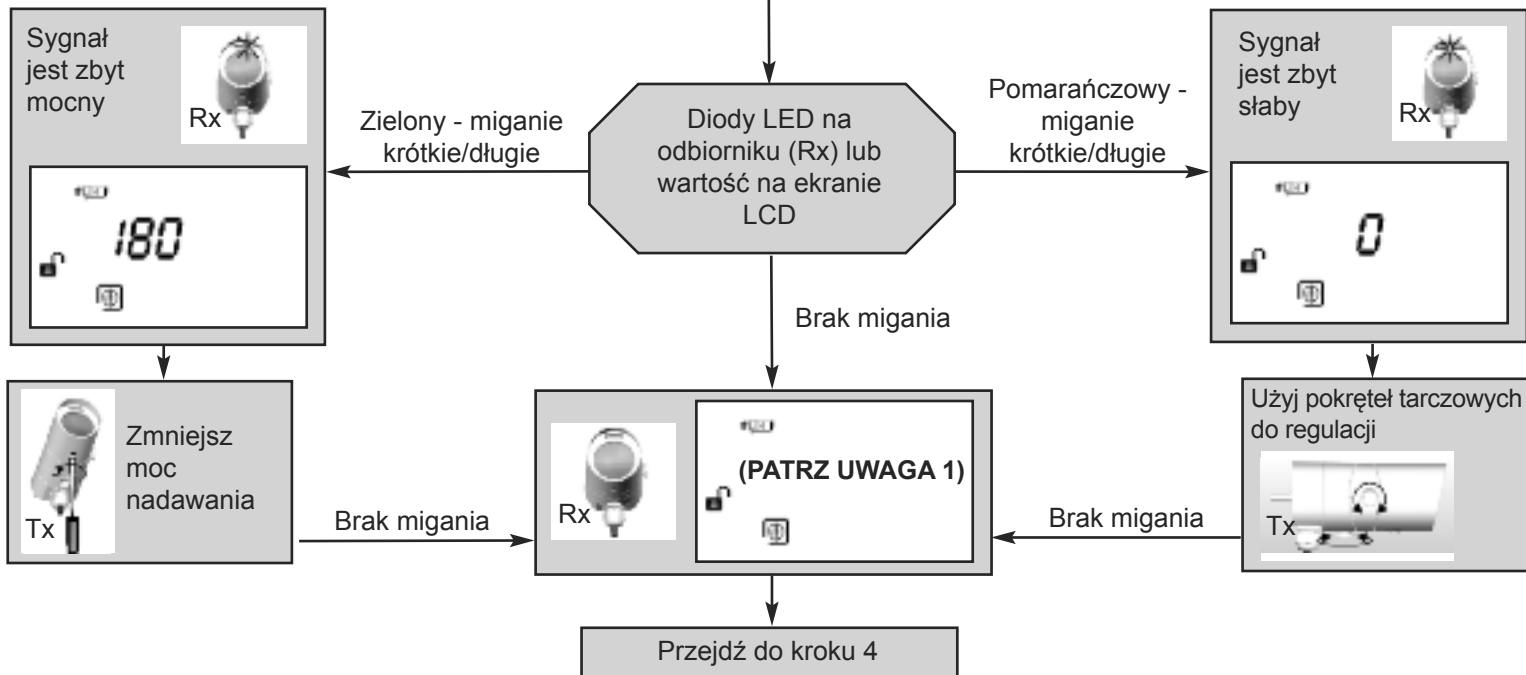 Sygnał
jest zbyt
mocny
Rx
180
Zielony - miganie
krótkie/długie
Diody LED na
odbiorniku (Rx) lub
wartość na ekranie
LCD
Pomarańczowy -
miganie
krótkie/długie
Sygnał
jest zbyt
słaby
Rx
0
Brak migania
Zmniejsz
moc
nadawania
Tx
Brak migania
Rx
(PATRZ UWAGA 1)
Brak migania
Użyj pokręteł tarczowych
do regulacji
Tx
Przejdź do kroku 4